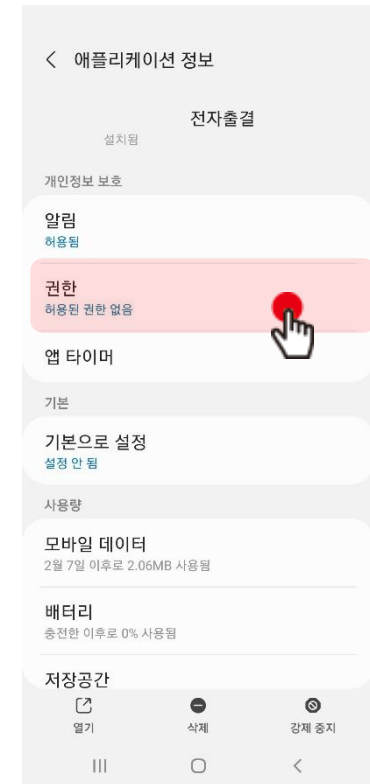 애플리케이션 정보
전자출결
설치됨
개인정보 보호
알림
허용됨
권한
허용된 권한 없음
앱 타이머
기본
기본으로 설정
설정 안 됨
사용량
모바일 데이터
2월 7일 이후로 2.06MB 사용됨
배터리
충전한 이후로 0% 사용됨
저장공간
열기 삭제 강제 중지